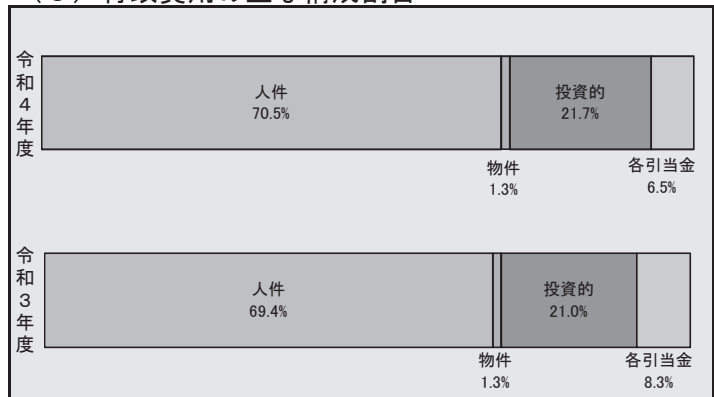 令和4年度
人件
70.5%
投資的
21.7%
物件
1.3%
各引当金
6.5%
令和3年度
人件
69.4%
投資的
21.0%
物件
1.3%
各引当金
8.3%